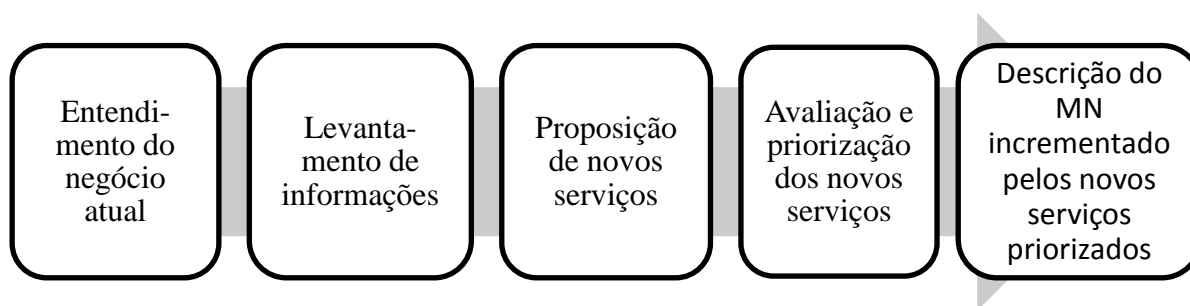 Entendi-
mento do
negócio
atual
Levanta-
mento de
informações
Proposição
de novos
serviços
Avaliação e
priorização
dos novos
serviços
Descrição do
MN
incrementado
pelos novos
serviços
priorizados